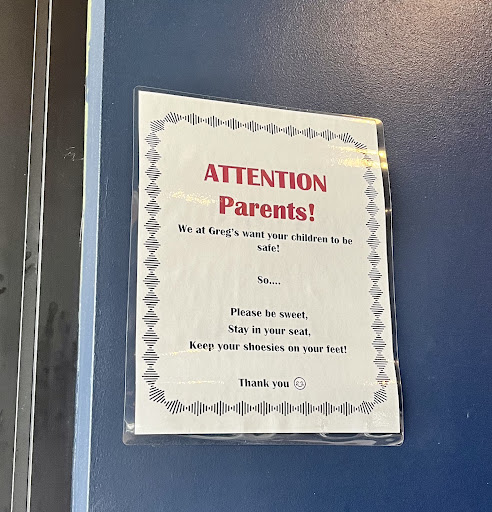 ATTENTION
Parents!
We at Greg's want your children to be
safe!
So....
Please be sweet,
Stay in your seat,
Keep your shoesies on your feet!
Thank you ☺